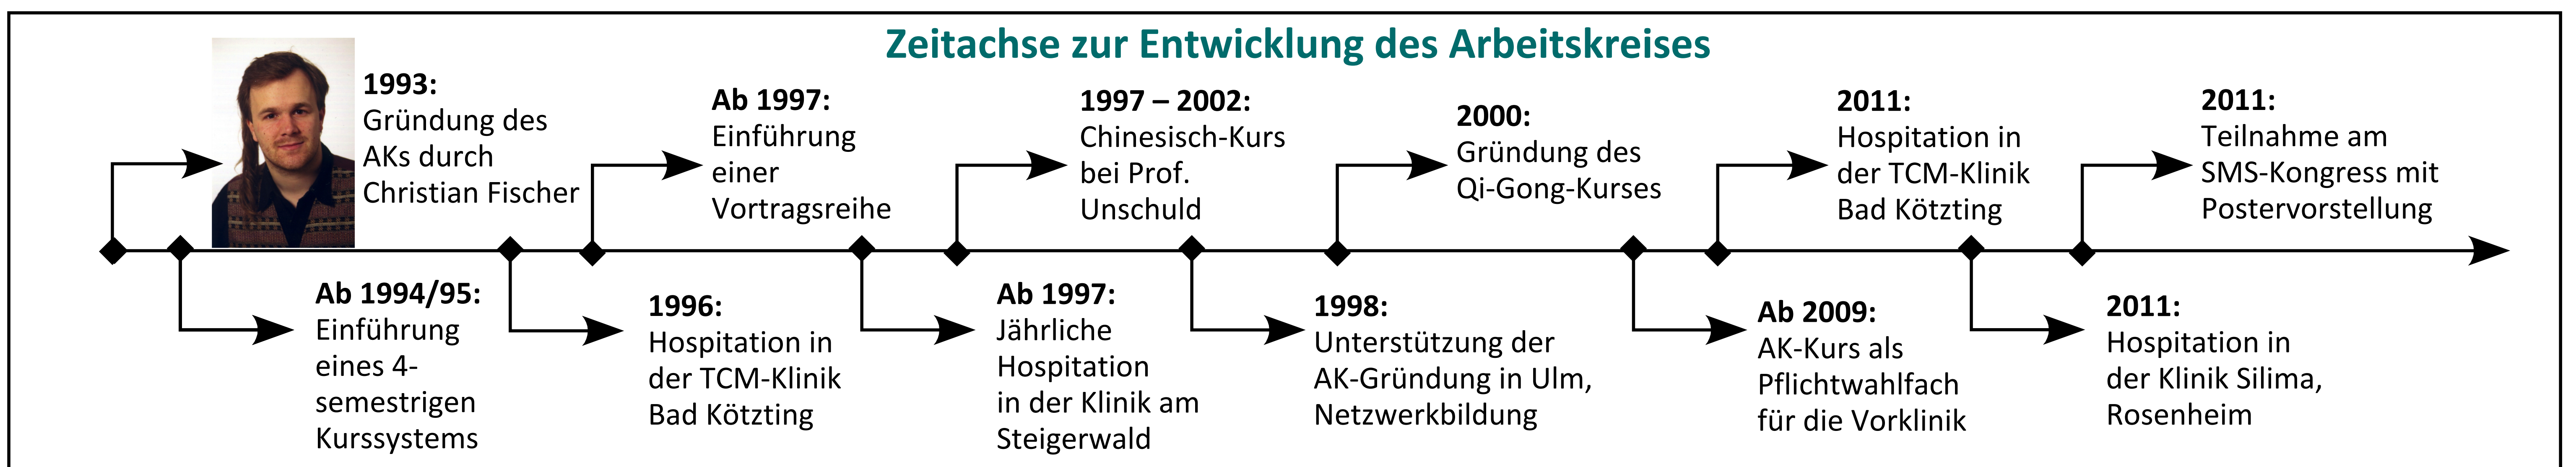 Zeitachse zur Entwicklung des Arbeitskreises
1993:
Gründung des
AKs durch
Christian Fischer
Ab 1994/95:
Einführung
eines 4-
semestrigen
Kurssystems
1996:
Hospitation in
der TCM-Klinik
Bad Kötzting
Ab 1997:
Einführung
einer
Vortragsreihe
Ab 1997:
Jährliche
Hospitation
in der Klinik am
Steigerwald
1997 – 2002:
Chinesisch-Kurs
bei Prof.
Unschuld
1998:
Unterstützung der
AK-Gründung in Ulm,
Netzwerkbildung
2000:
Gründung des
Qi-Gong-Kurses
Ab 2009:
AK-Kurs als
Pflichtwahlfach
für die Vorklinik
2011:
Hospitation in
der TCM-Klinik
Bad Kötzting
2011:
Hospitation in
der Klinik Silima,
Rosenheim
2011:
Teilnahme am
SMS-Kongress mit
Postervorstellung